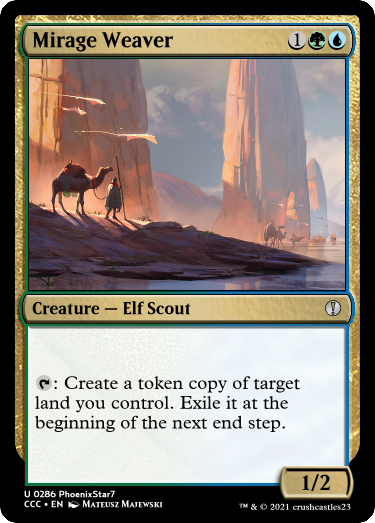 Mirage Weaver 1
Creature — Elf Scout
: Create a token copy of target
land you control. Exile it at the
beginning of the next end step.
1/2
U 0286 PhoenixStar7
CCC • EN Mateusz Majewski
™ & © 2021 crushcastles23